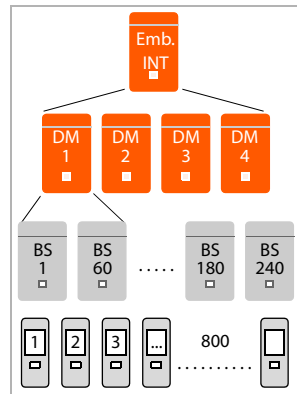 Emb.
INT
DM
1
DM
2
DM
3
DM
4
BS
1
BS
60
.....
BS
180
BS
240
1
2
3
...
800
..........